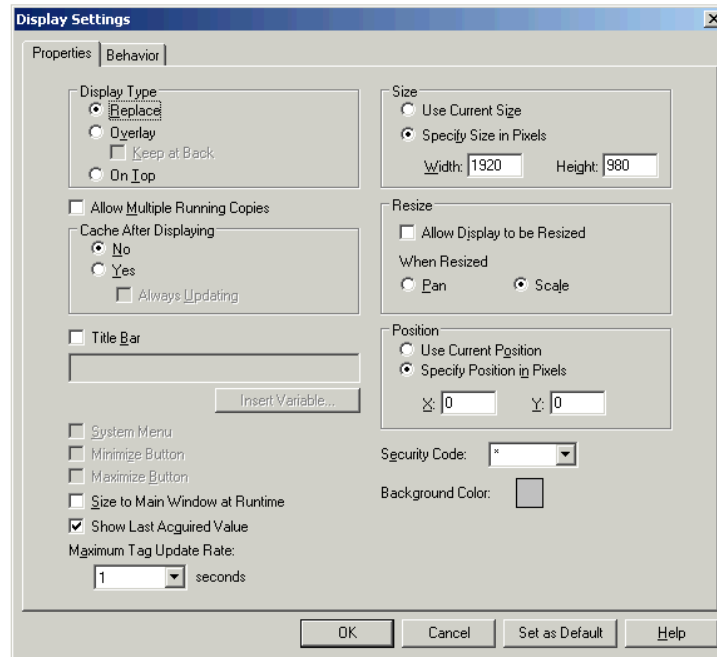 Display Settings
Properties
Behavior
Display Type
Replace
Overlay
Keep at Back
On Top
Allow Multiple Running Copies
Cache After Displaying
No
Yes
Always Updating
Title Bar
Insert Variable...
System Menu
Minimize Button
Maximize Button
Size to Main Window at Runtime
Show Last Acquired Value
Maximum Tag Update Rate:
1 seconds
Size
Use Current Size
Specify Size in Pixels
Width: 1920 Height: 980
Resize
Allow Display to be Resized
When Resized
Pan Scale
Position
Use Current Position
Specify Position in Pixels
X: 0 Y: 0
Security Code: *
Background Color:
OK Cancel Set as Default Help